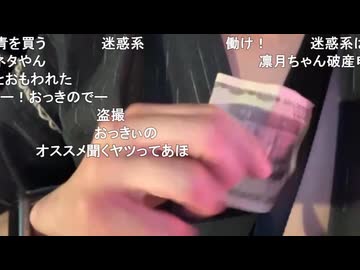 青を買う 迷惑系 働け! 迷惑系に
ネタやん 凛月ちゃん破産申
とおもわれた
ー!おっきのでー
盗撮
おっきぃの
オススメ聞くヤツってあほ